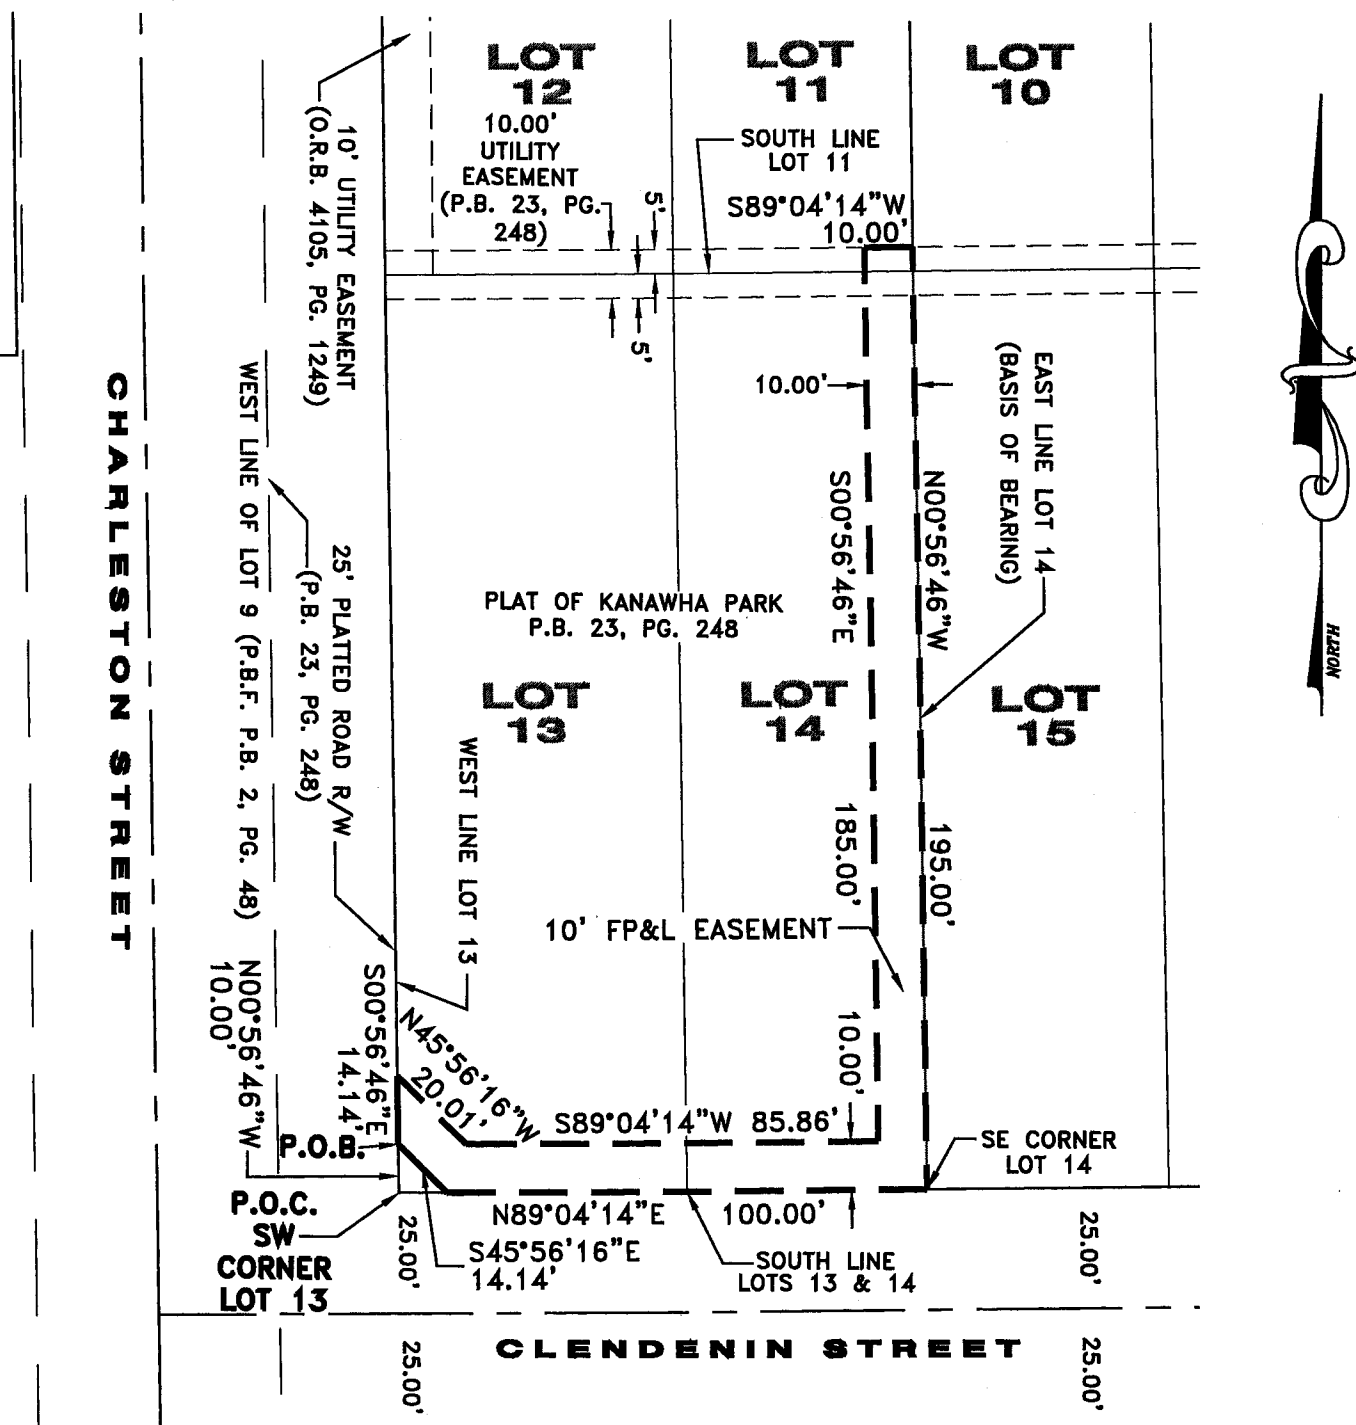 LOT
12
LOT
11
LOT
10
10.00'
UTILITY
EASEMENT
(P.B. 23, PG.
248)
5'
5'
SOUTH LINE
LOT 11
S89°04'14"W
10.00'
10' UTILITY EASEMENT
(O.R.B. 4105, PG. 1249)
10.00'
EAST LINE LOT 14
(BASIS OF BEARING)
NORTH
CHARLESTON STREET
WEST LINE OF LOT 9 (P.B.F. P.B. 2, PG. 48)
25' PLATTED ROAD R/W
(P.B. 23, PG. 248)
S00°56'46"E
185.00'
N00°56'46"W
195.00'
PLAT OF KANAWHA PARK
P.B. 23, PG. 248
LOT
13
LOT
14
LOT
15
WEST LINE LOT 13
10' FP&L EASEMENT
N00°56'46"W
10.00'
S00°56'46"E
14.14'
N45°56'16"W
20.01'
10.00'
S89°04'14"W 85.86'
P.O.B.
SE CORNER
LOT 14
P.O.C.
SW
CORNER
LOT 13
N89°04'14"E 100.00'
S45°56'16"E
14.14'
SOUTH LINE
LOTS 13 & 14
25.00'
25.00'
CLENDENIN STREET
25.00'
25.00'